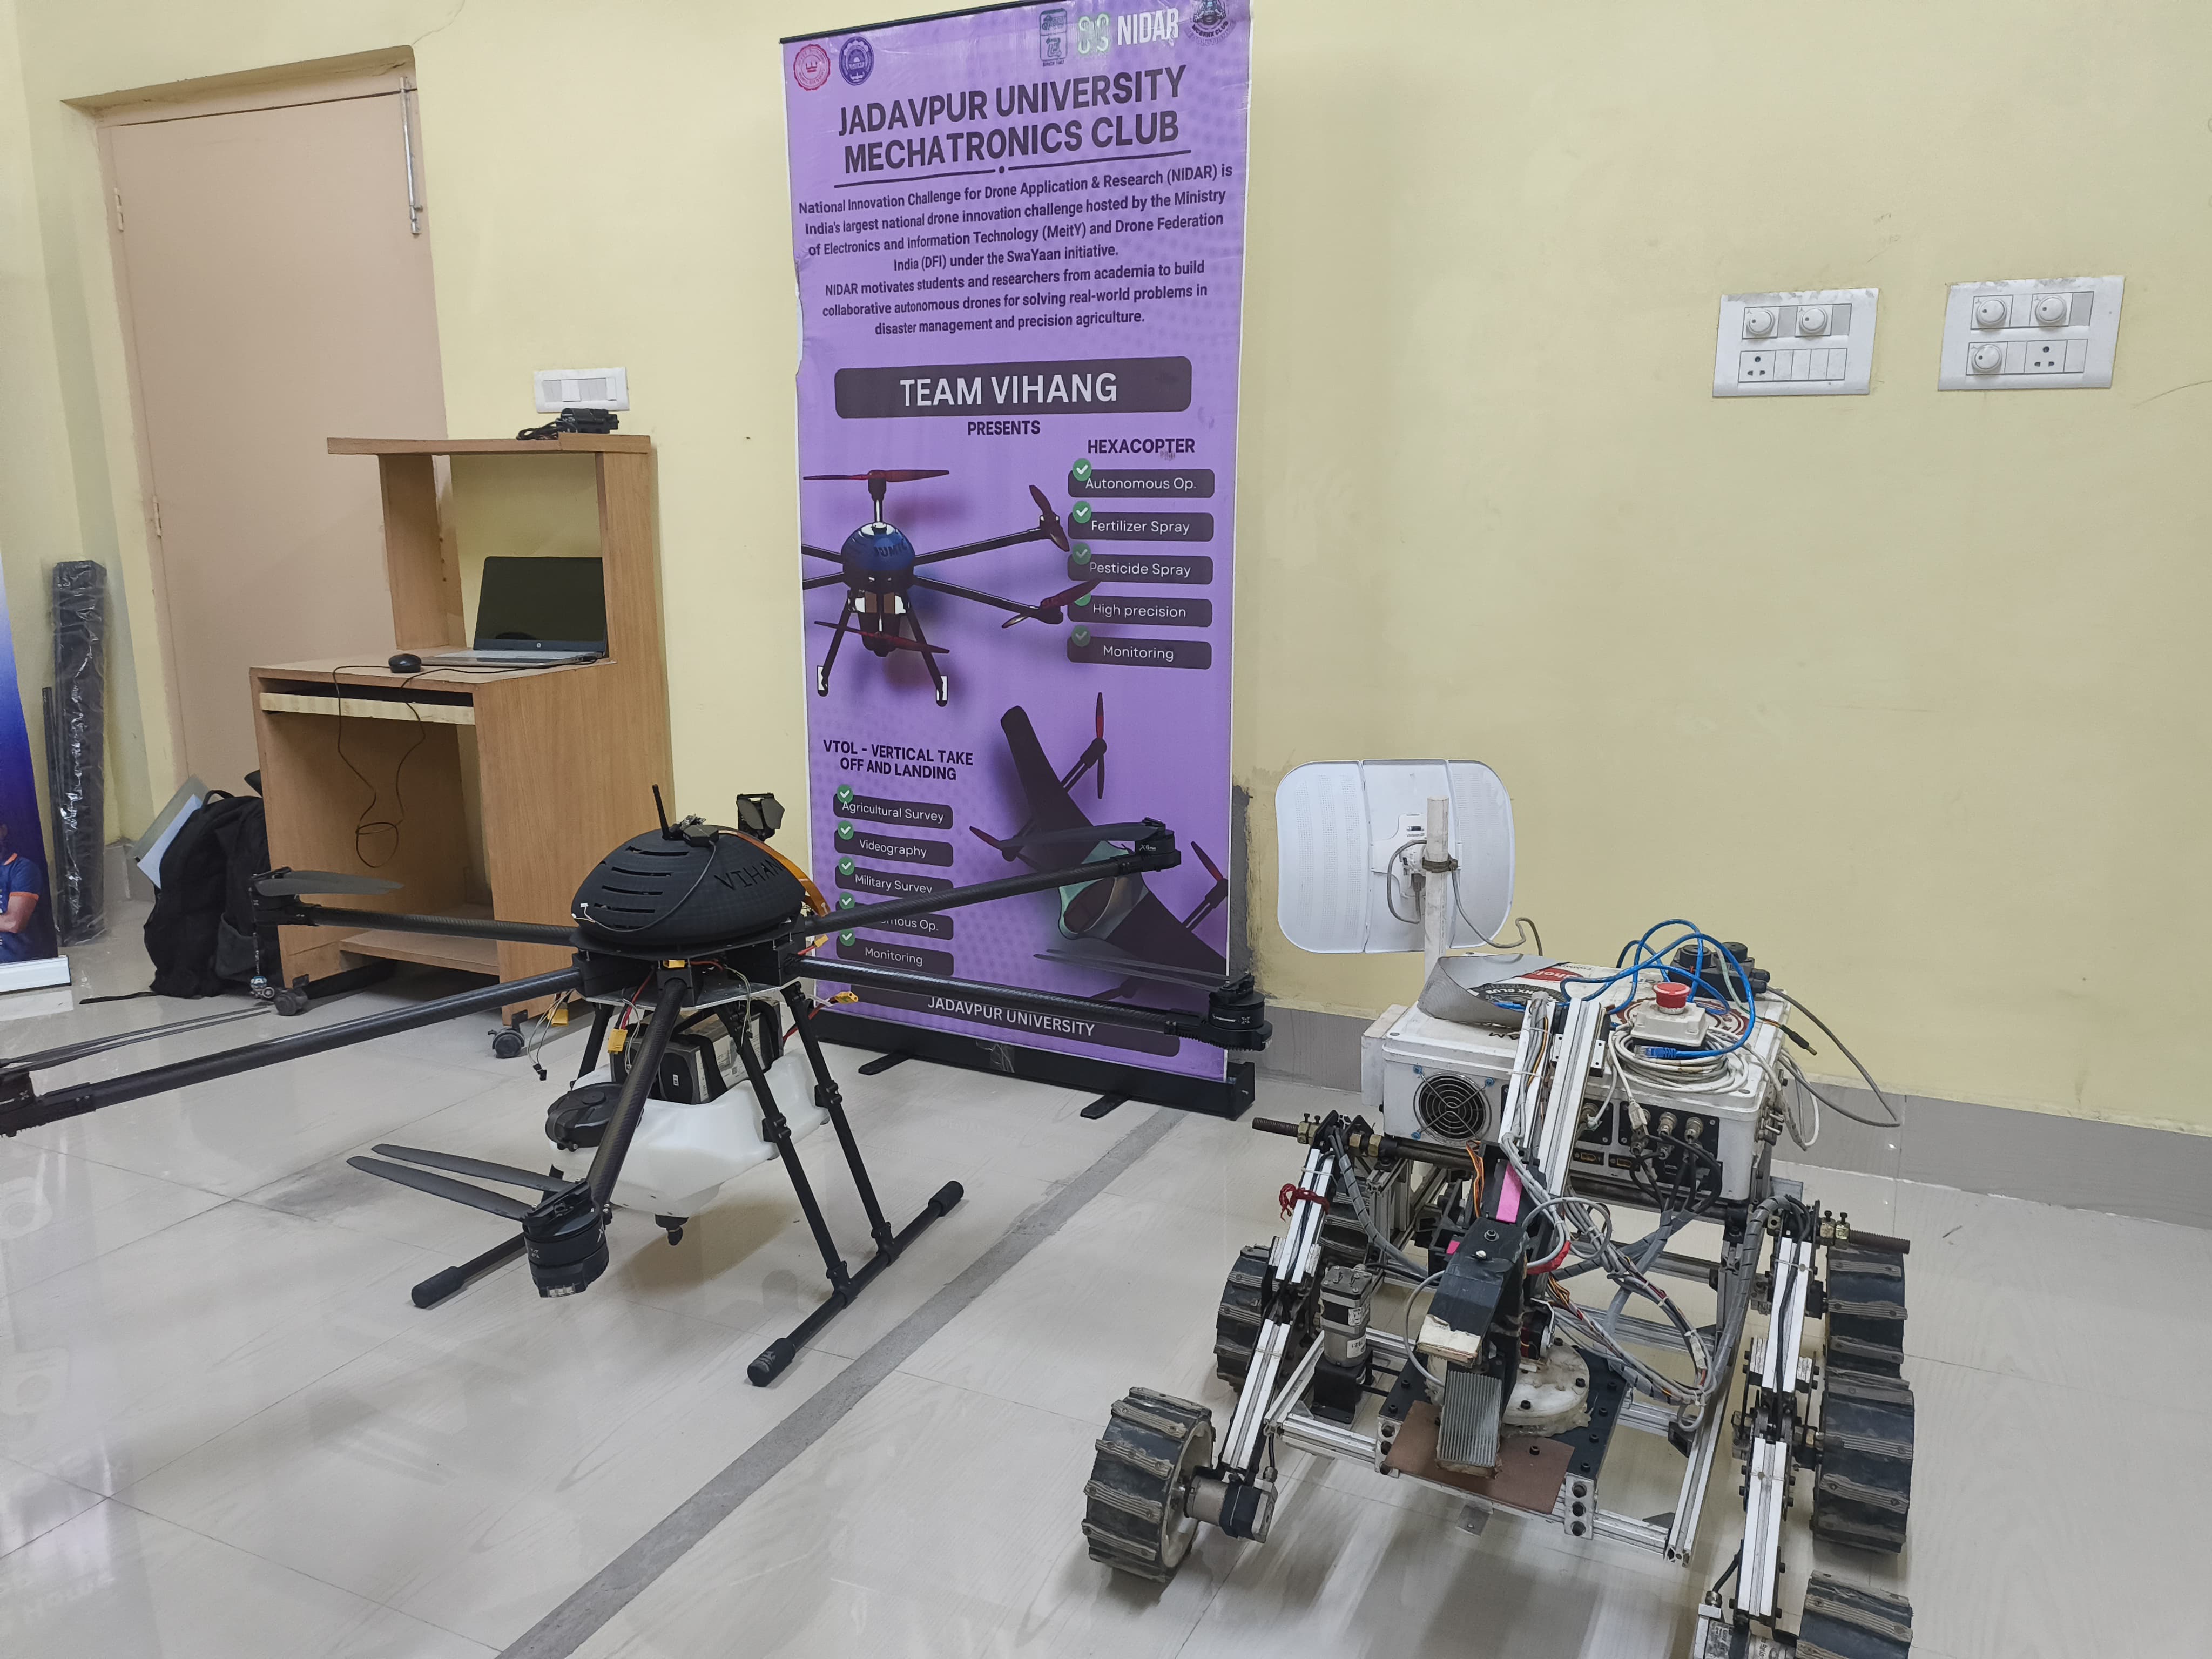 NIDAR
JADAVPUR UNIVERSITY
MECHATRONICS CLUB
National Innovation Challenge for Drone Application & Research (NIDAR) is
India's largest national drone innovation challenge hosted by the Ministry
of Electronics and Information Technology (MeitY) and Drone Federation
India (DFI) under the SwaYaan initiative.
NIDAR motivates students and researchers from academia to build
collaborative autonomous drones for solving real-world problems in
disaster management and precision agriculture.
TEAM VIHANG
PRESENTS
HEXACOPTER
Autonomous Op.
Fertilizer Spray
Pesticide Spray
High precision
Monitoring
VTOL - VERTICAL TAKE
OFF AND LANDING
Agricultural Survey
Videography
Military Survey
Op.
Monitoring
JADAVPUR UNIVERSITY